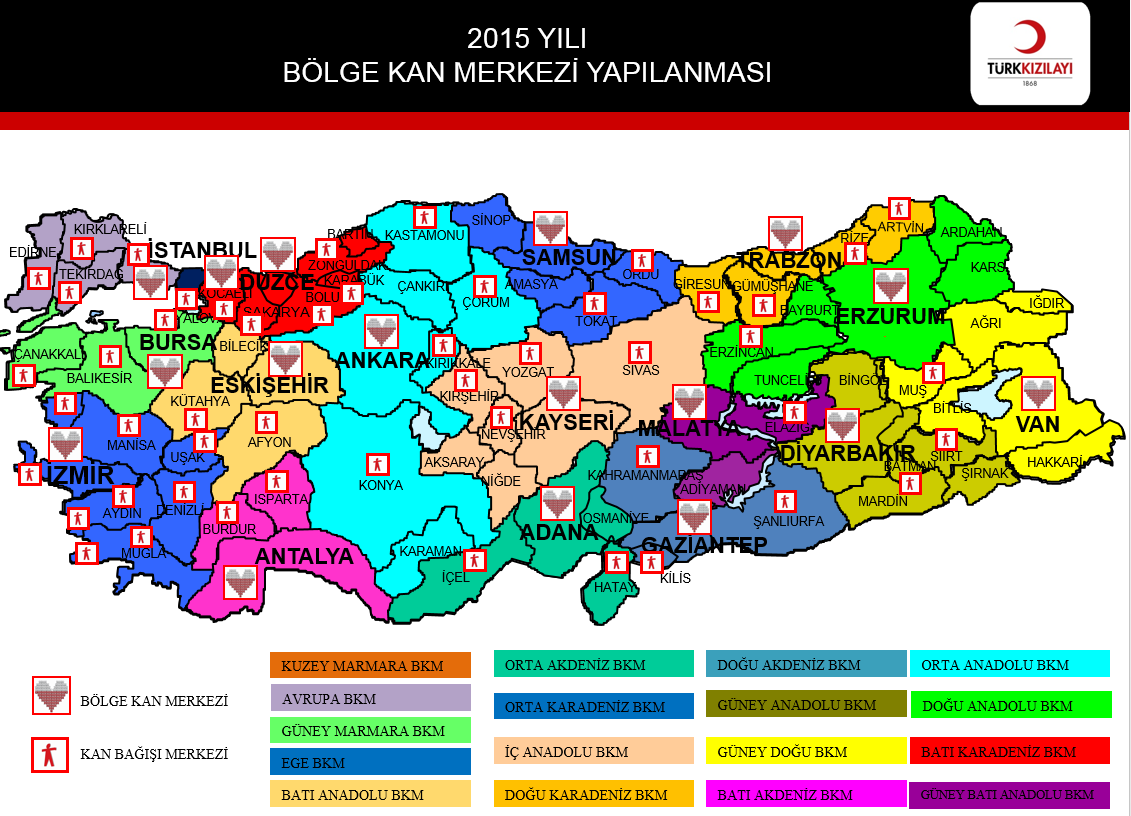 2015 YILI
BÖLGE KAN MERKEZİ YAPILANMASI
TÜRKKIZILAYI
1868
KIRKLARELİ
EDİRNE
TEKİRDAG
İSTANBUL
KOCAELİ
YALOVA
DÜZCE
SAKARYA
BOLU
BARTIN
ZONGULDAK
KARABÜK
KASTAMONU
SİNOP
SAMSUN
ORDU
AMASYA
ÇANKIRI
ÇORUM
TOKAT
GİRESUN
TRABZON
GÜMÜŞHANE
RİZE
ARTVİN
ARDAHAN
KARS
BAYBURT
ERZURUM
IĞDIR
AĞRI
ÇANAKKAL
BALIKESİR
BURSA
BİLECİK
ESKİŞEHİR
KÜTAHYA
ANKARA
KIRIKKALE
KIRŞEHİR
YOZGAT
SIVAS
ERZİNCAN
TUNCELİ
BİNGÖL
MUŞ
BİTLİS
VAN
MANİSA
UŞAK
AFYON
İZMİR
AYDIN
DENİZLİ
MUĞLA
ISPARTA
BURDUR
ANTALYA
KONYA
KARAMAN
AKSARAY
NEVŞEHİR
NİĞDE
KAYSERİ
MALATYA
ELAZIĞ
DİYARBAKIR
BATMAN
SİİRT
ŞIRNAK
HAKKARİ
MARDİN
KAHRAMANMARAŞ
ADIYAMAN
ŞANLIURFA
OSMANİYE
ADANA
GAZİANTEP
İÇEL
HATAY
KİLİS
BÖLGE KAN MERKEZİ
KAN BAĞIŞI MERKEZİ
KUZEY MARMARA BKM
AVRUPA BKM
GÜNEY MARMARA BKM
EGE BKM
BATI ANADOLU BKM
ORTA AKDENİZ BKM
ORTA KARADENİZ BKM
İÇ ANADOLU BKM
DOĞU KARADENİZ BKM
DOĞU AKDENİZ BKM
GÜNEY ANADOLU BKM
GÜNEY DOĞU BKM
BATI AKDENİZ BKM
ORTA ANADOLU BKM
DOĞU ANADOLU BKM
BATI KARADENİZ BKM
GÜNEY BATI ANADOLU BKM